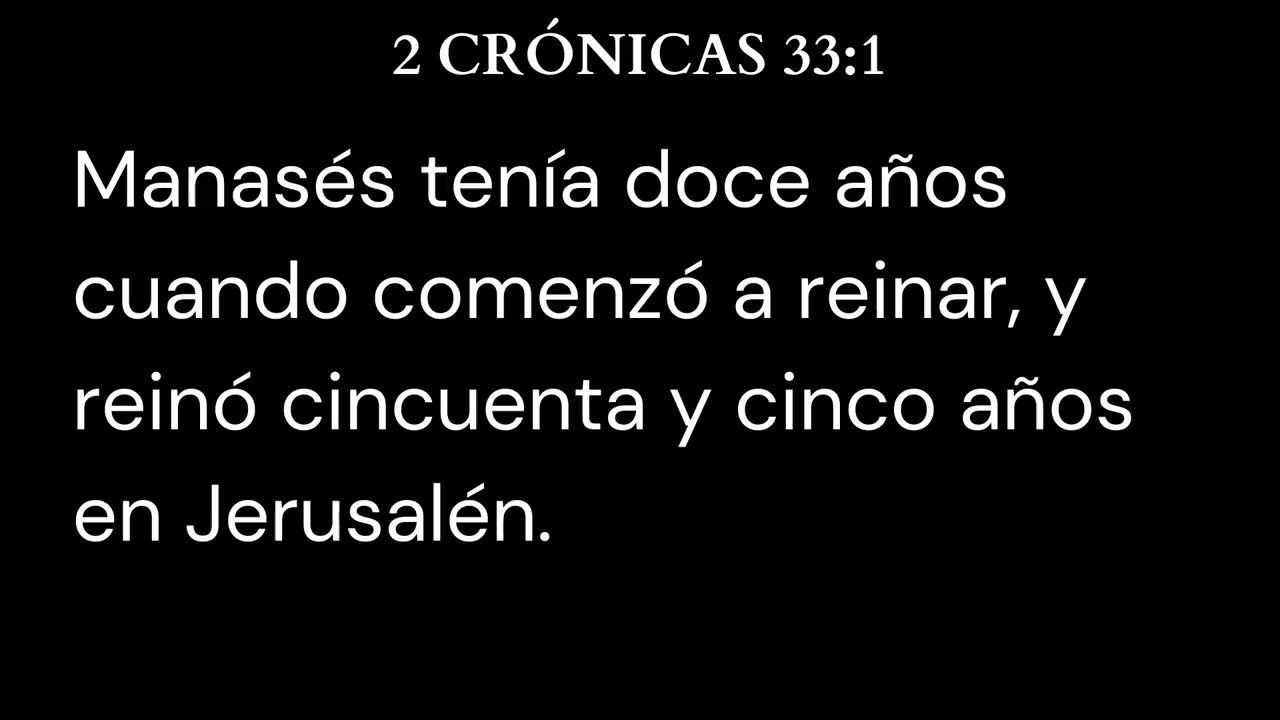 2 CRÓNICAS 33:1
Manasés tenía doce años
cuando comenzó a reinar, y
reinó cincuenta y cinco años
en Jerusalén.